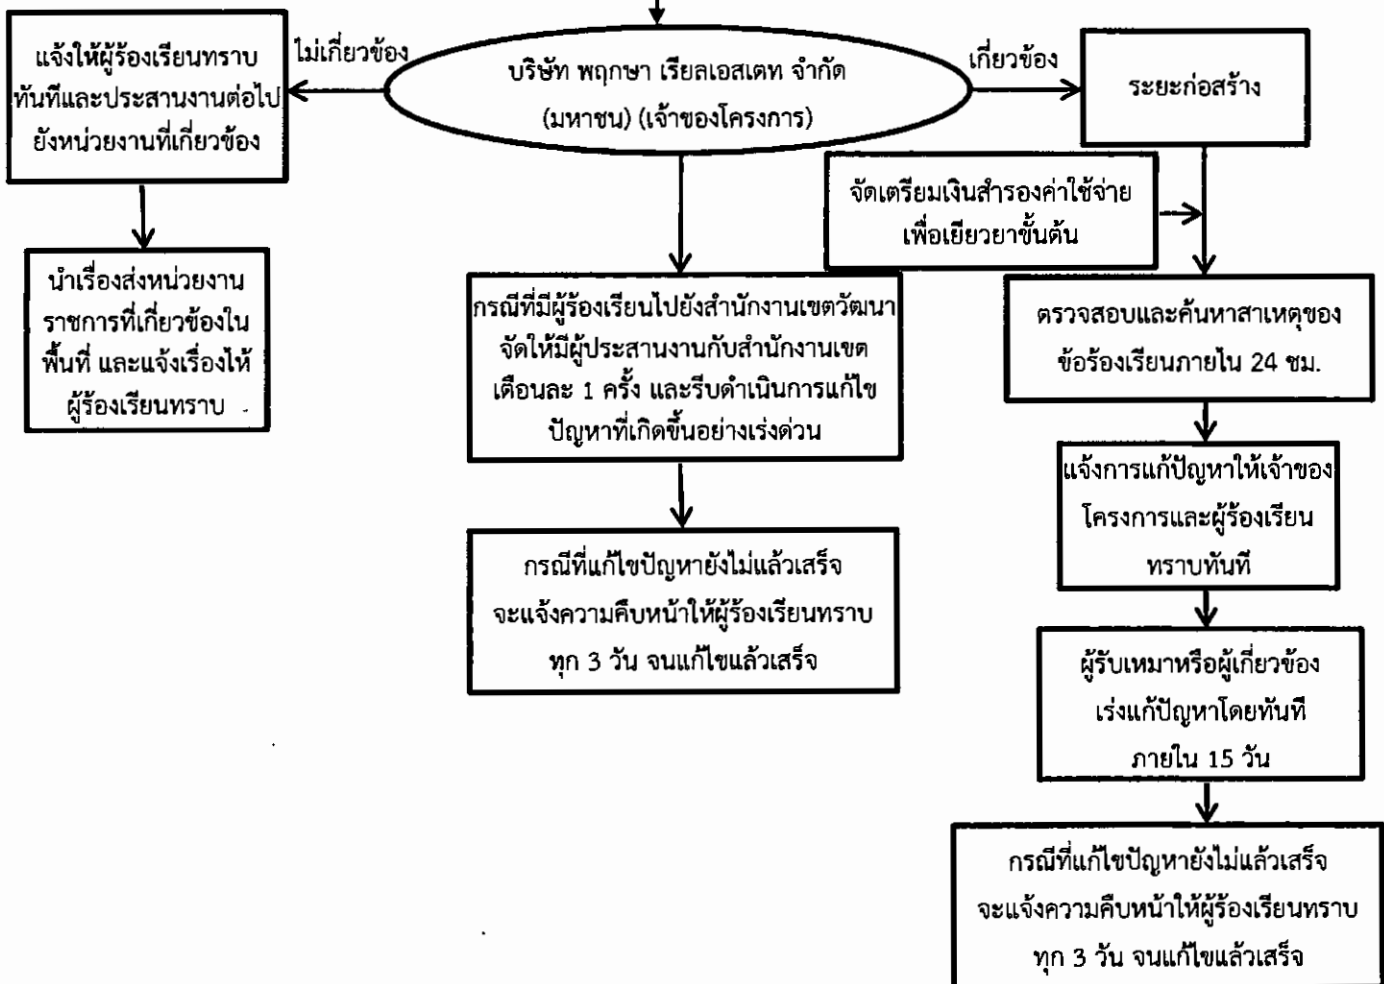 แจ้งให้ผู้ร้องเรียนทราบ
ทันทีและประสานงานต่อไป
ยังหน่วยงานที่เกี่ยวข้อง
ไม่เกี่ยวข้อง
บริษัท พฤกษา เรียลเอสเตท จำกัด
(มหาชน) (เจ้าของโครงการ)
เกี่ยวข้อง
ระยะก่อสร้าง
จัดเตรียมเงินสำรองค่าใช้จ่าย
เพื่อเยียวยาขั้นต้น
นำเรื่องส่งหน่วยงาน
ราชการที่เกี่ยวข้องใน
พื้นที่ และแจ้งเรื่องให้
ผู้ร้องเรียนทราบ
กรณีที่มีผู้ร้องเรียนไปยังสำนักงานเขตวัฒนา
จัดให้มีผู้ประสานงานกับสำนักงานเขต
เดือนละ 1 ครั้ง และรีบดำเนินการแก้ไข
ปัญหาที่เกิดขึ้นอย่างเร่งด่วน
กรณีที่แก้ไขปัญหายังไม่แล้วเสร็จ
จะแจ้งความคืบหน้าให้ผู้ร้องเรียนทราบ
ทุก 3 วัน จนแก้ไขแล้วเสร็จ
ตรวจสอบและค้นหาสาเหตุของ
ข้อร้องเรียนภายใน 24 ชม.
แจ้งการแก้ปัญหาให้เจ้าของ
โครงการและผู้ร้องเรียน
ทราบทันที
ผู้รับเหมาหรือผู้เกี่ยวข้อง
เร่งแก้ปัญหาโดยทันที
ภายใน 15 วัน
กรณีที่แก้ไขปัญหายังไม่แล้วเสร็จ
จะแจ้งความคืบหน้าให้ผู้ร้องเรียนทราบ
ทุก 3 วัน จนแก้ไขแล้วเสร็จ